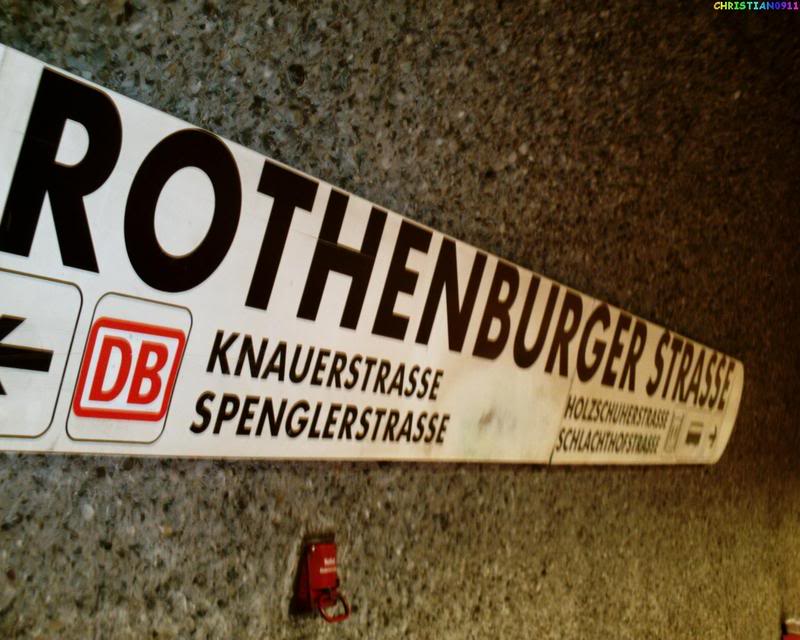 CHRISTIAN0911
ROTHENBURGER STRASSE
DB
KNAUERSTRASSE
SPENGLERSTRASSE
HOLZSCHUHERSTRASSE
SCHLACHTHOFSTRASSE